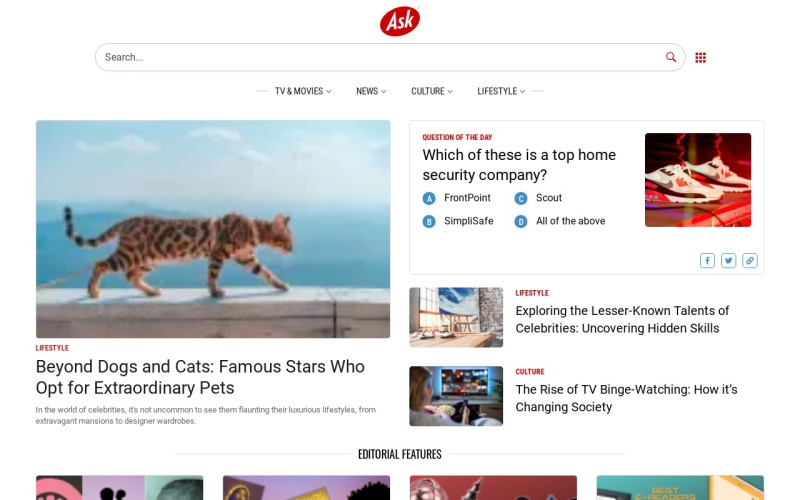 Ask
Search...
TV & MOVIES
NEWS
CULTURE
LIFESTYLE
LIFESTYLE
Beyond Dogs and Cats: Famous Stars Who
Opt for Extraordinary Pets
In the world of celebrities, it's not uncommon to see them flaunting their luxurious lifestyles, from
extravagant mansions to designer wardrobes.
QUESTION OF THE DAY
Which of these is a top home
security company?
A FrontPoint
C Scout
B SimpliSafe
D All of the above
LIFESTYLE
Exploring the Lesser-Known Talents of
Celebrities: Uncovering Hidden Skills
CULTURE
The Rise of TV Binge-Watching: How it's
Changing Society
EDITORIAL FEATURES
BEST
E-READERS